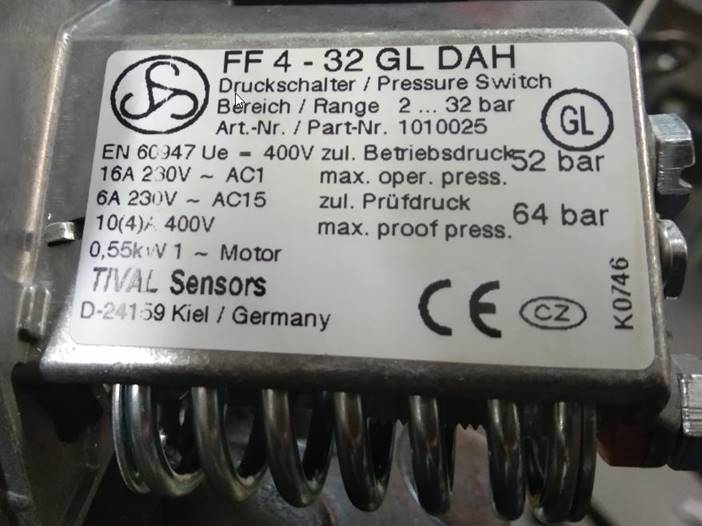 FF 4 - 32 GL DAH
Druckschalter / Pressure Switch
Bereich / Range 2 ... 32 bar
Art.-Nr. / Part-Nr. 1010025
GL
EN 60947 Ue = 400V
16A 230V ~ AC1
6A 230V ~ AC15
10(4)A 400V
0,55kW 1 ~ Motor
zul. Betriebsdruck 52 bar
max. oper. press.
zul. Prüfdruck 64 bar
max. proof press.
TIVAL Sensors
D-24159 Kiel / Germany
CE
CZ
K0746